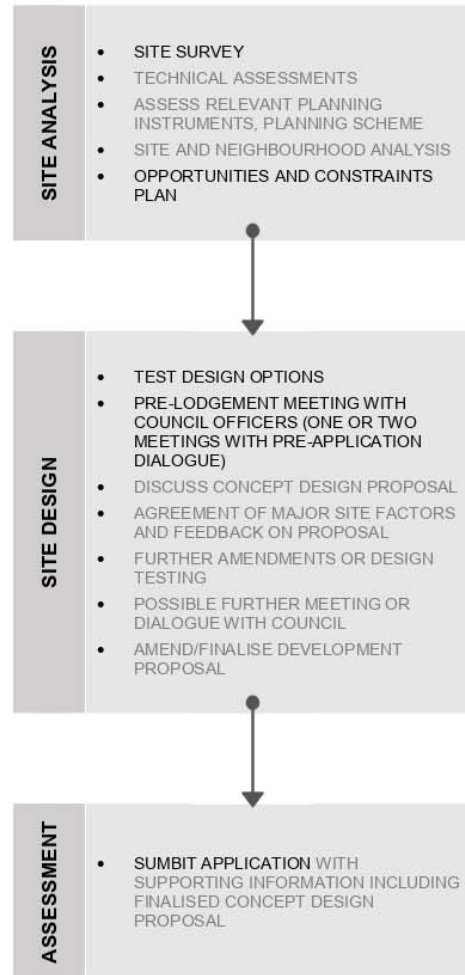 SITE ANALYSIS
• SITE SURVEY
• TECHNICAL ASSESSMENTS
• ASSESS RELEVANT PLANNING
INSTRUMENTS, PLANNING SCHEME
• SITE AND NEIGHBOURHOOD ANALYSIS
• OPPORTUNITIES AND CONSTRAINTS
PLAN
SITE DESIGN
• TEST DESIGN OPTIONS
• PRE-LODGEMENT MEETING WITH
COUNCIL OFFICERS (ONE OR TWO
MEETINGS WITH PRE-APPLICATION
DIALOGUE)
• DISCUSS CONCEPT DESIGN PROPOSAL
• AGREEMENT OF MAJOR SITE FACTORS
AND FEEDBACK ON PROPOSAL
• FURTHER AMENDMENTS OR DESIGN
TESTING
• POSSIBLE FURTHER MEETING OR
DIALOGUE WITH COUNCIL
• AMEND/FINALISE DEVELOPMENT
PROPOSAL
ASSESSMENT
• SUMBIT APPLICATION WITH
SUPPORTING INFORMATION INCLUDING
FINALISED CONCEPT DESIGN
PROPOSAL